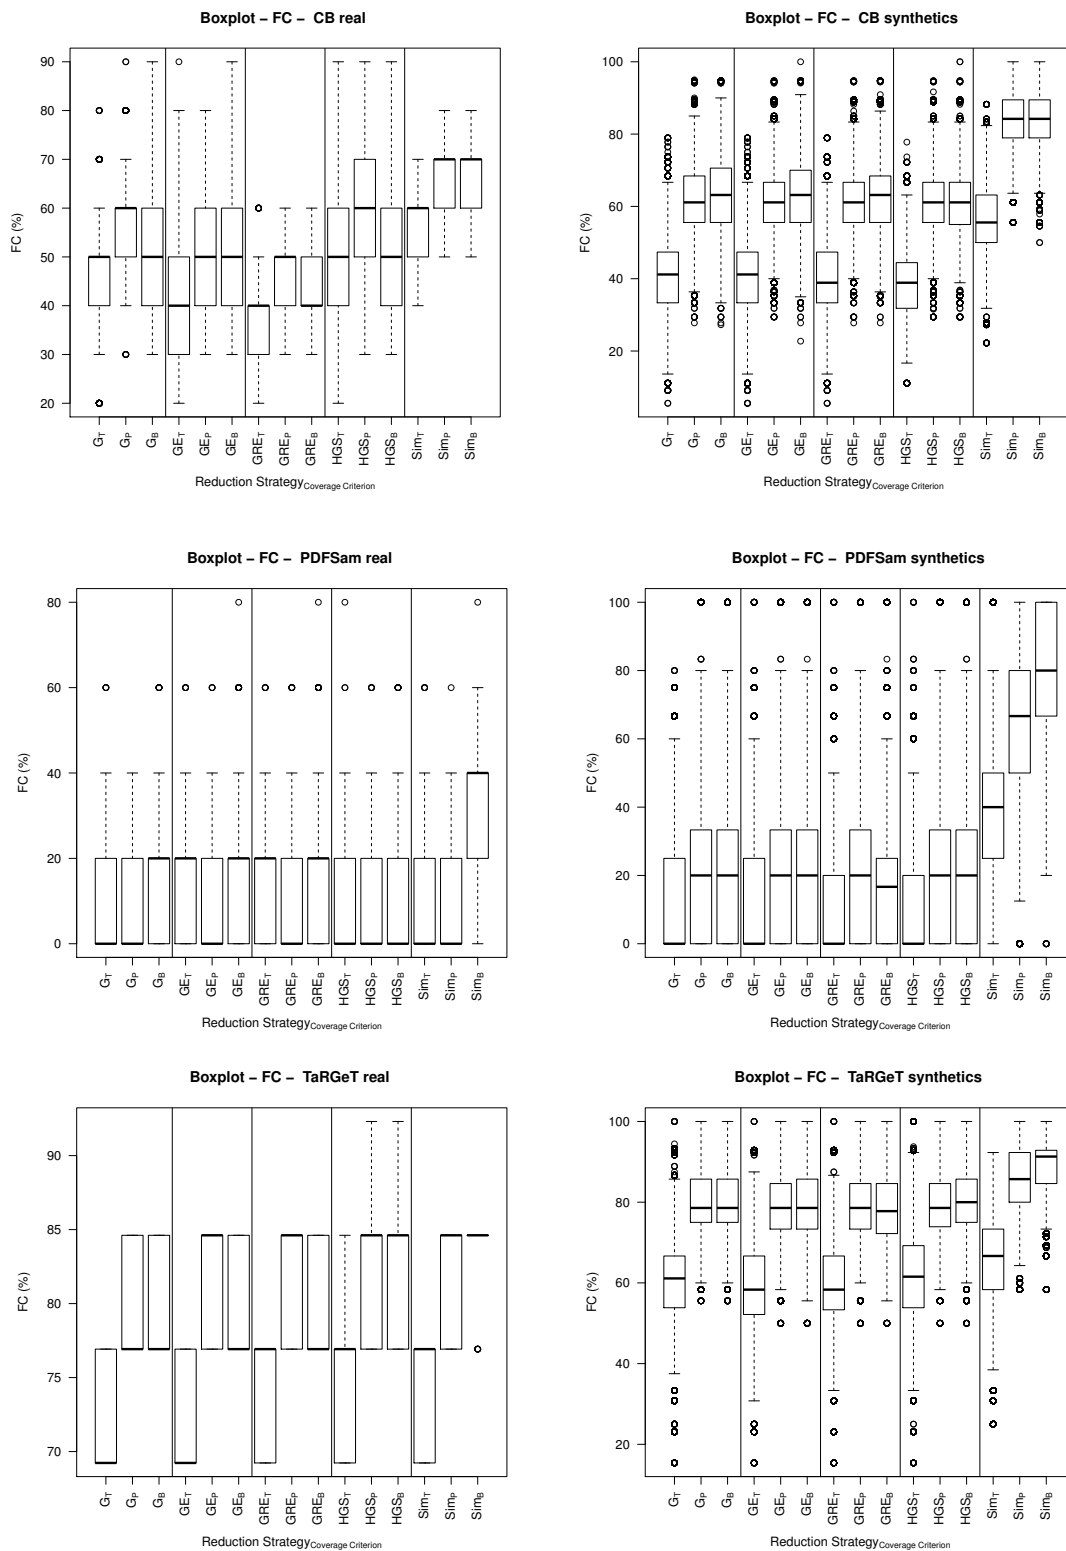 Boxplot – FC – CB real
FC (%)
90
80
70
60
50
40
30
20
G_T G_P G_B GE_T GE_P GE_B GRE_T GRE_P GRE_B HGS_T HGS_P HGS_B Sim_T Sim_P Sim_B
Reduction Strategy_Coverage Criterion
Boxplot – FC – CB synthetics
FC (%)
100
80
60
40
20
G_T G_P G_B GE_T GE_P GE_B GRE_T GRE_P GRE_B HGS_T HGS_P HGS_B Sim_T Sim_P Sim_B
Reduction Strategy_Coverage Criterion
Boxplot – FC – PDFSam real
FC (%)
80
60
40
20
0
G_T G_P G_B GE_T GE_P GE_B GRE_T GRE_P GRE_B HGS_T HGS_P HGS_B Sim_T Sim_P Sim_B
Reduction Strategy_Coverage Criterion
Boxplot – FC – PDFSam synthetics
FC (%)
100
80
60
40
20
0
G_T G_P G_B GE_T GE_P GE_B GRE_T GRE_P GRE_B HGS_T HGS_P HGS_B Sim_T Sim_P Sim_B
Reduction Strategy_Coverage Criterion
Boxplot – FC – TaRGeT real
FC (%)
90
85
80
75
70
G_T G_P G_B GE_T GE_P GE_B GRE_T GRE_P GRE_B HGS_T HGS_P HGS_B Sim_T Sim_P Sim_B
Reduction Strategy_Coverage Criterion
Boxplot – FC – TaRGeT synthetics
FC (%)
100
80
60
40
20
G_T G_P G_B GE_T GE_P GE_B GRE_T GRE_P GRE_B HGS_T HGS_P HGS_B Sim_T Sim_P Sim_B
Reduction Strategy_Coverage Criterion